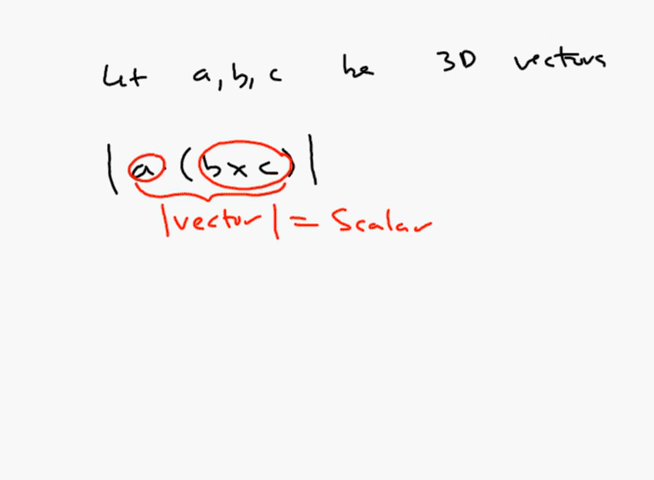 Let a, b, c be 3D vectors
|a (b×c)|
|vector| = Scalar